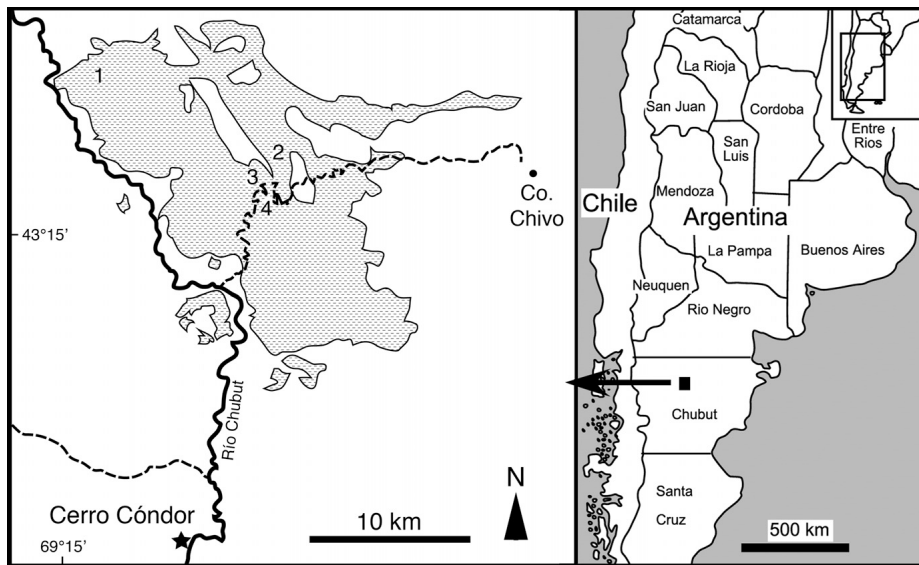 1
2
3
4
Co.
Chivo
43°15'
Río Chubut
Cerro Cóndor
69°15'
10 km
N
Catamarca
La Rioja
San Juan
Cordoba
San
Luis
Entre
Rios
Mendoza
Chile
Argentina
La Pampa
Buenos Aires
Neuquen
Rio Negro
Chubut
Santa
Cruz
500 km